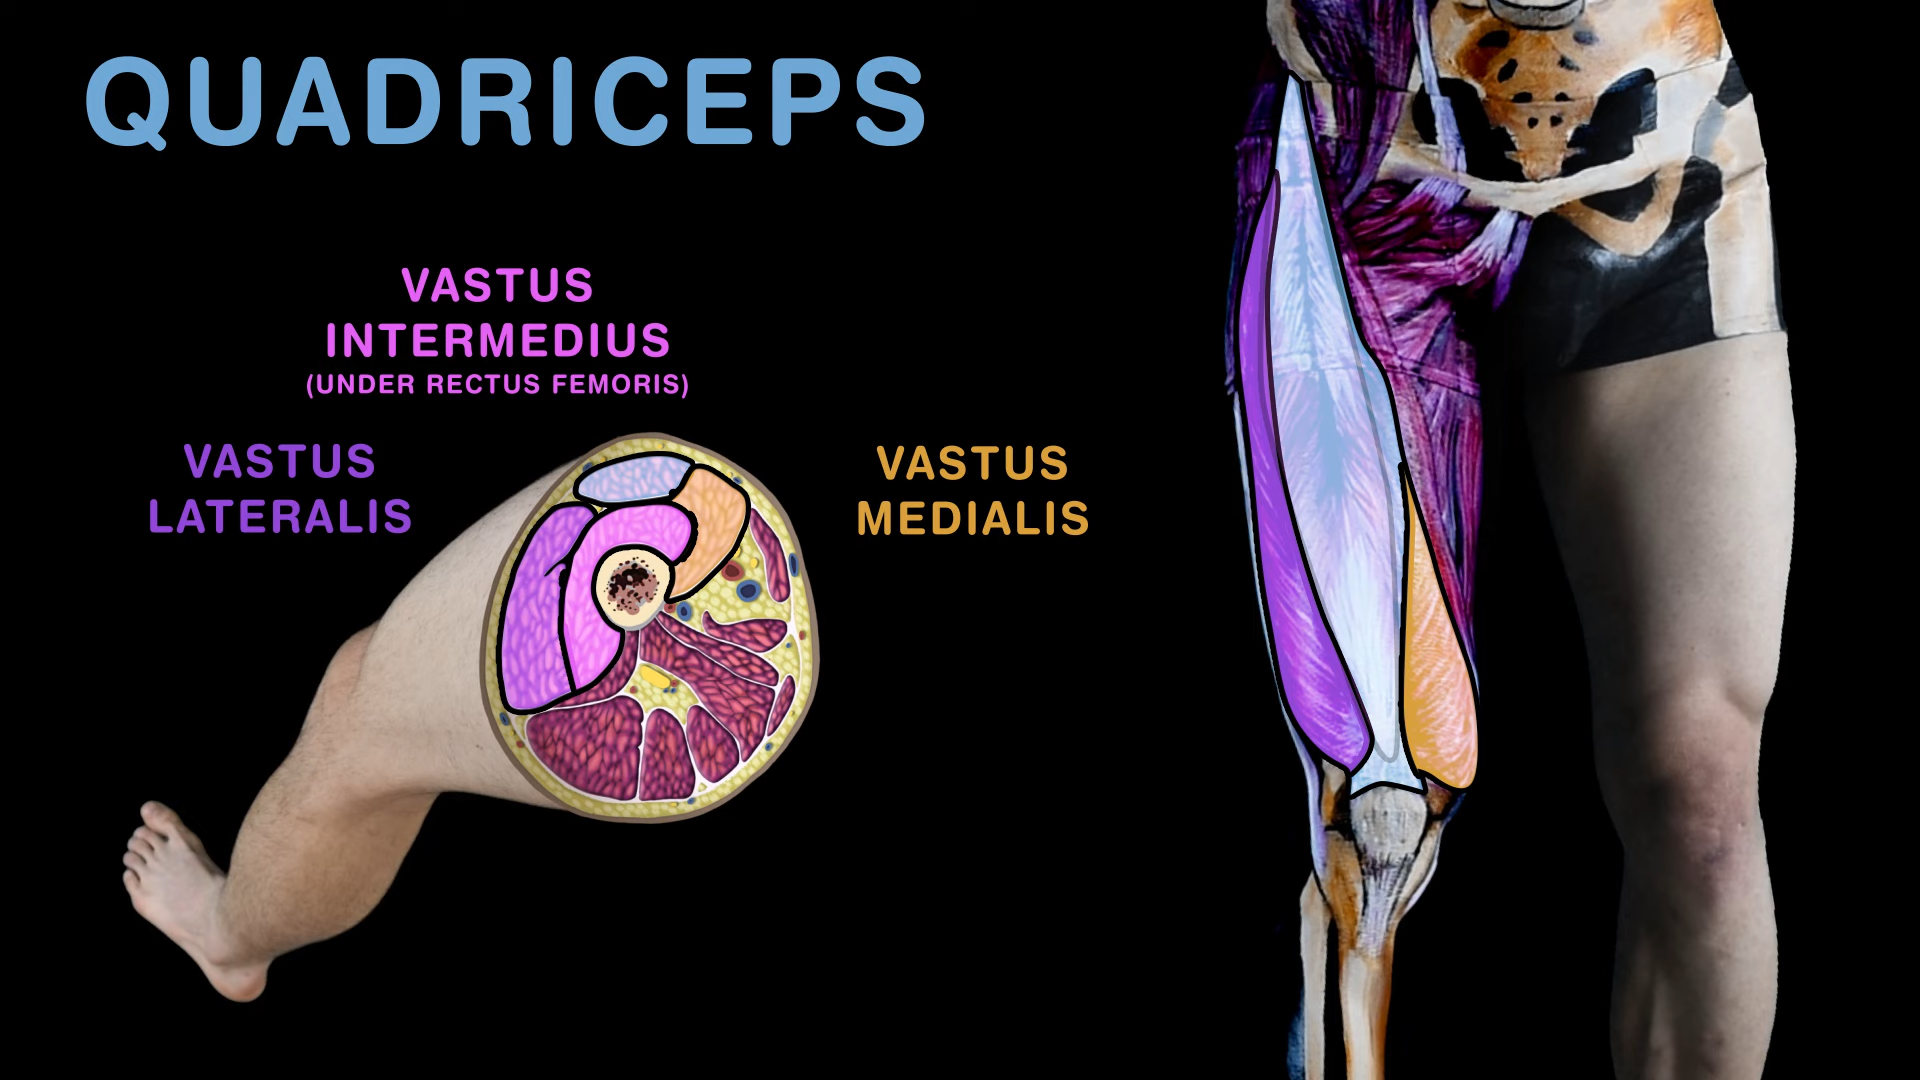 QUADRICEPS
VASTUS
INTERMEDIUS
(UNDER RECTUS FEMORIS)
VASTUS
LATERALIS
VASTUS
MEDIALIS